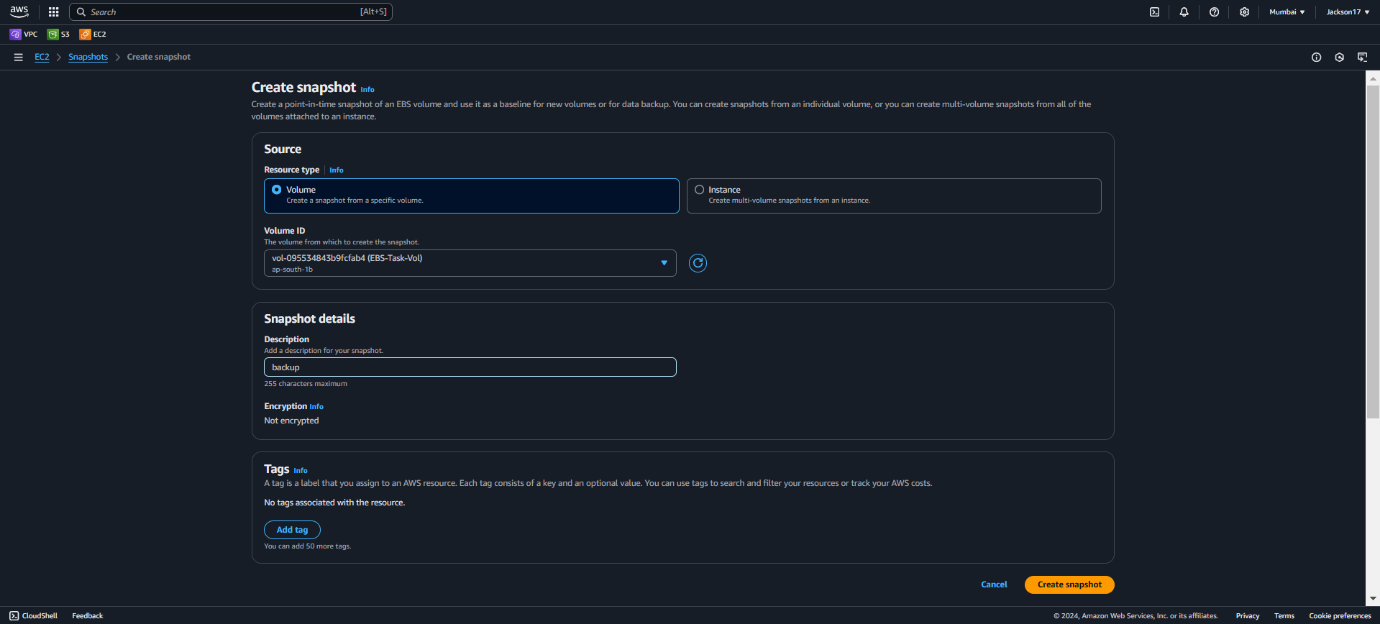 aws
Search [Alt+S]
Mumbai ▼ Jackson17 ▼
VPC S3 EC2
EC2 > Snapshots > Create snapshot
Create snapshot Info
Create a point-in-time snapshot of an EBS volume and use it as a baseline for new volumes or for data backup. You can create snapshots from an individual volume, or you can create multi-volume snapshots from all of the
volumes attached to an instance.
Source
Resource type Info
Volume
Create a snapshot from a specific volume.
Instance
Create multi-volume snapshots from an instance.
Volume ID
The volume from which to create the snapshot.
vol-095534843b9fcfab4 (EBS-Task-Vol)
ap-south-1b
Snapshot details
Description
Add a description for your snapshot.
backup
255 characters maximum
Encryption Info
Not encrypted
Tags Info
A tag is a label that you assign to an AWS resource. Each tag consists of a key and an optional value. You can use tags to search and filter your resources or track your AWS costs.
No tags associated with the resource.
Add tag
You can add 50 more tags.
Cancel Create snapshot
CloudShell Feedback © 2024, Amazon Web Services, Inc. or its affiliates. Privacy Terms Cookie preferences